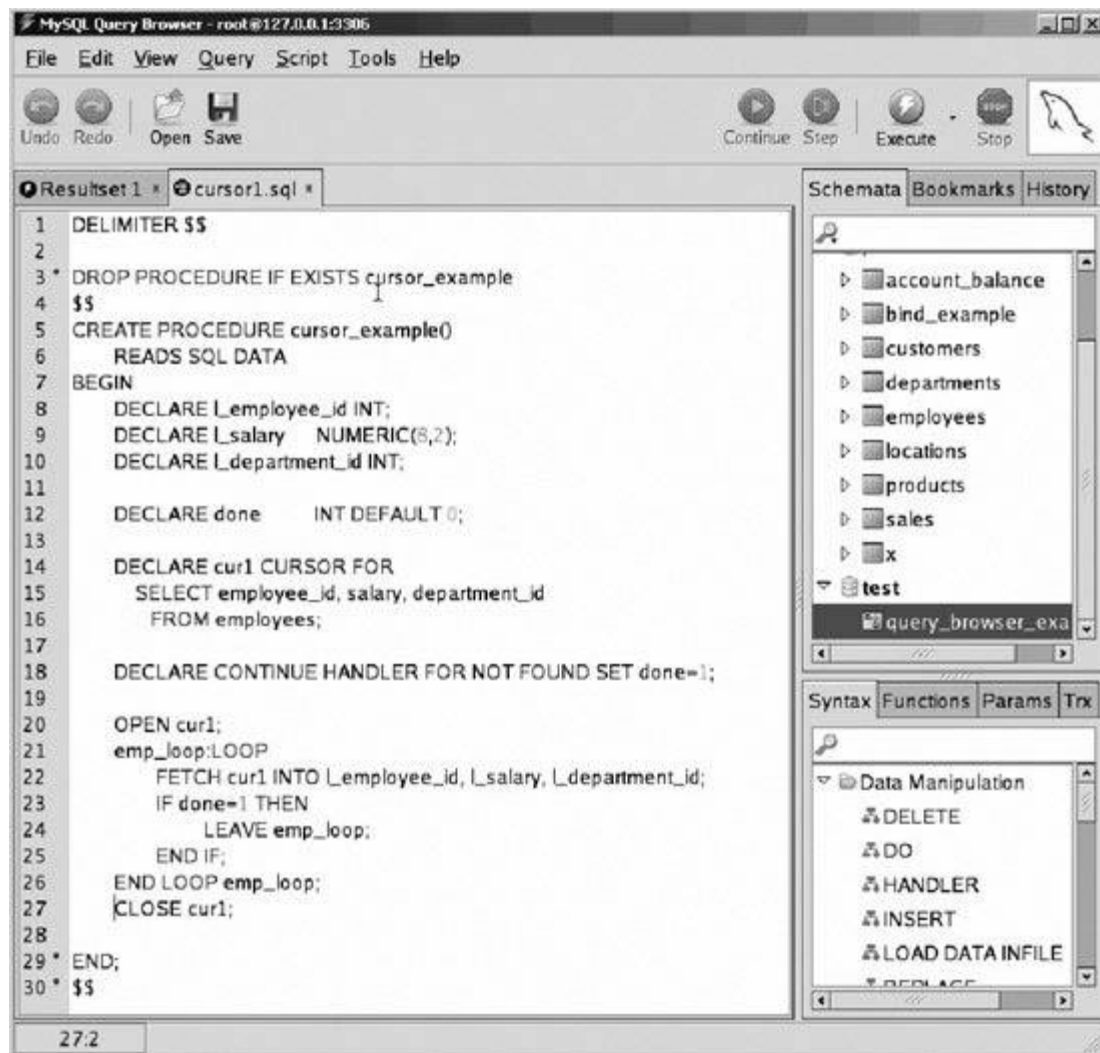 MySQL Query Browser - root@127.0.0.1:3306
File Edit View Query Script Tools Help
Undo Redo Open Save Continue Step Execute Stop
Resultset 1 cursor1.sql
1 DELIMITER $$
2
3 * DROP PROCEDURE IF EXISTS cursor_example
4 $$
5 CREATE PROCEDURE cursor_example()
6 READS SQL DATA
7 BEGIN
8 DECLARE l_employee_id INT;
9 DECLARE l_salary NUMERIC(8,2);
10 DECLARE l_department_id INT;
11
12 DECLARE done INT DEFAULT 0;
13
14 DECLARE cur1 CURSOR FOR
15 SELECT employee_id, salary, department_id
16 FROM employees;
17
18 DECLARE CONTINUE HANDLER FOR NOT FOUND SET done=1;
19
20 OPEN cur1;
21 emp_loop:LOOP
22 FETCH cur1 INTO l_employee_id, l_salary, l_department_id;
23 IF done=1 THEN
24 LEAVE emp_loop;
25 END IF;
26 END LOOP emp_loop;
27 CLOSE cur1;
28
29 * END;
30 * $$
27:2
Schemata Bookmarks History
account_balance
bind_example
customers
departments
employees
locations
products
sales
x
test
query_browser_exa
Syntax Functions Params Trx
Data Manipulation
DELETE
DO
HANDLER
INSERT
LOAD DATA INFILE